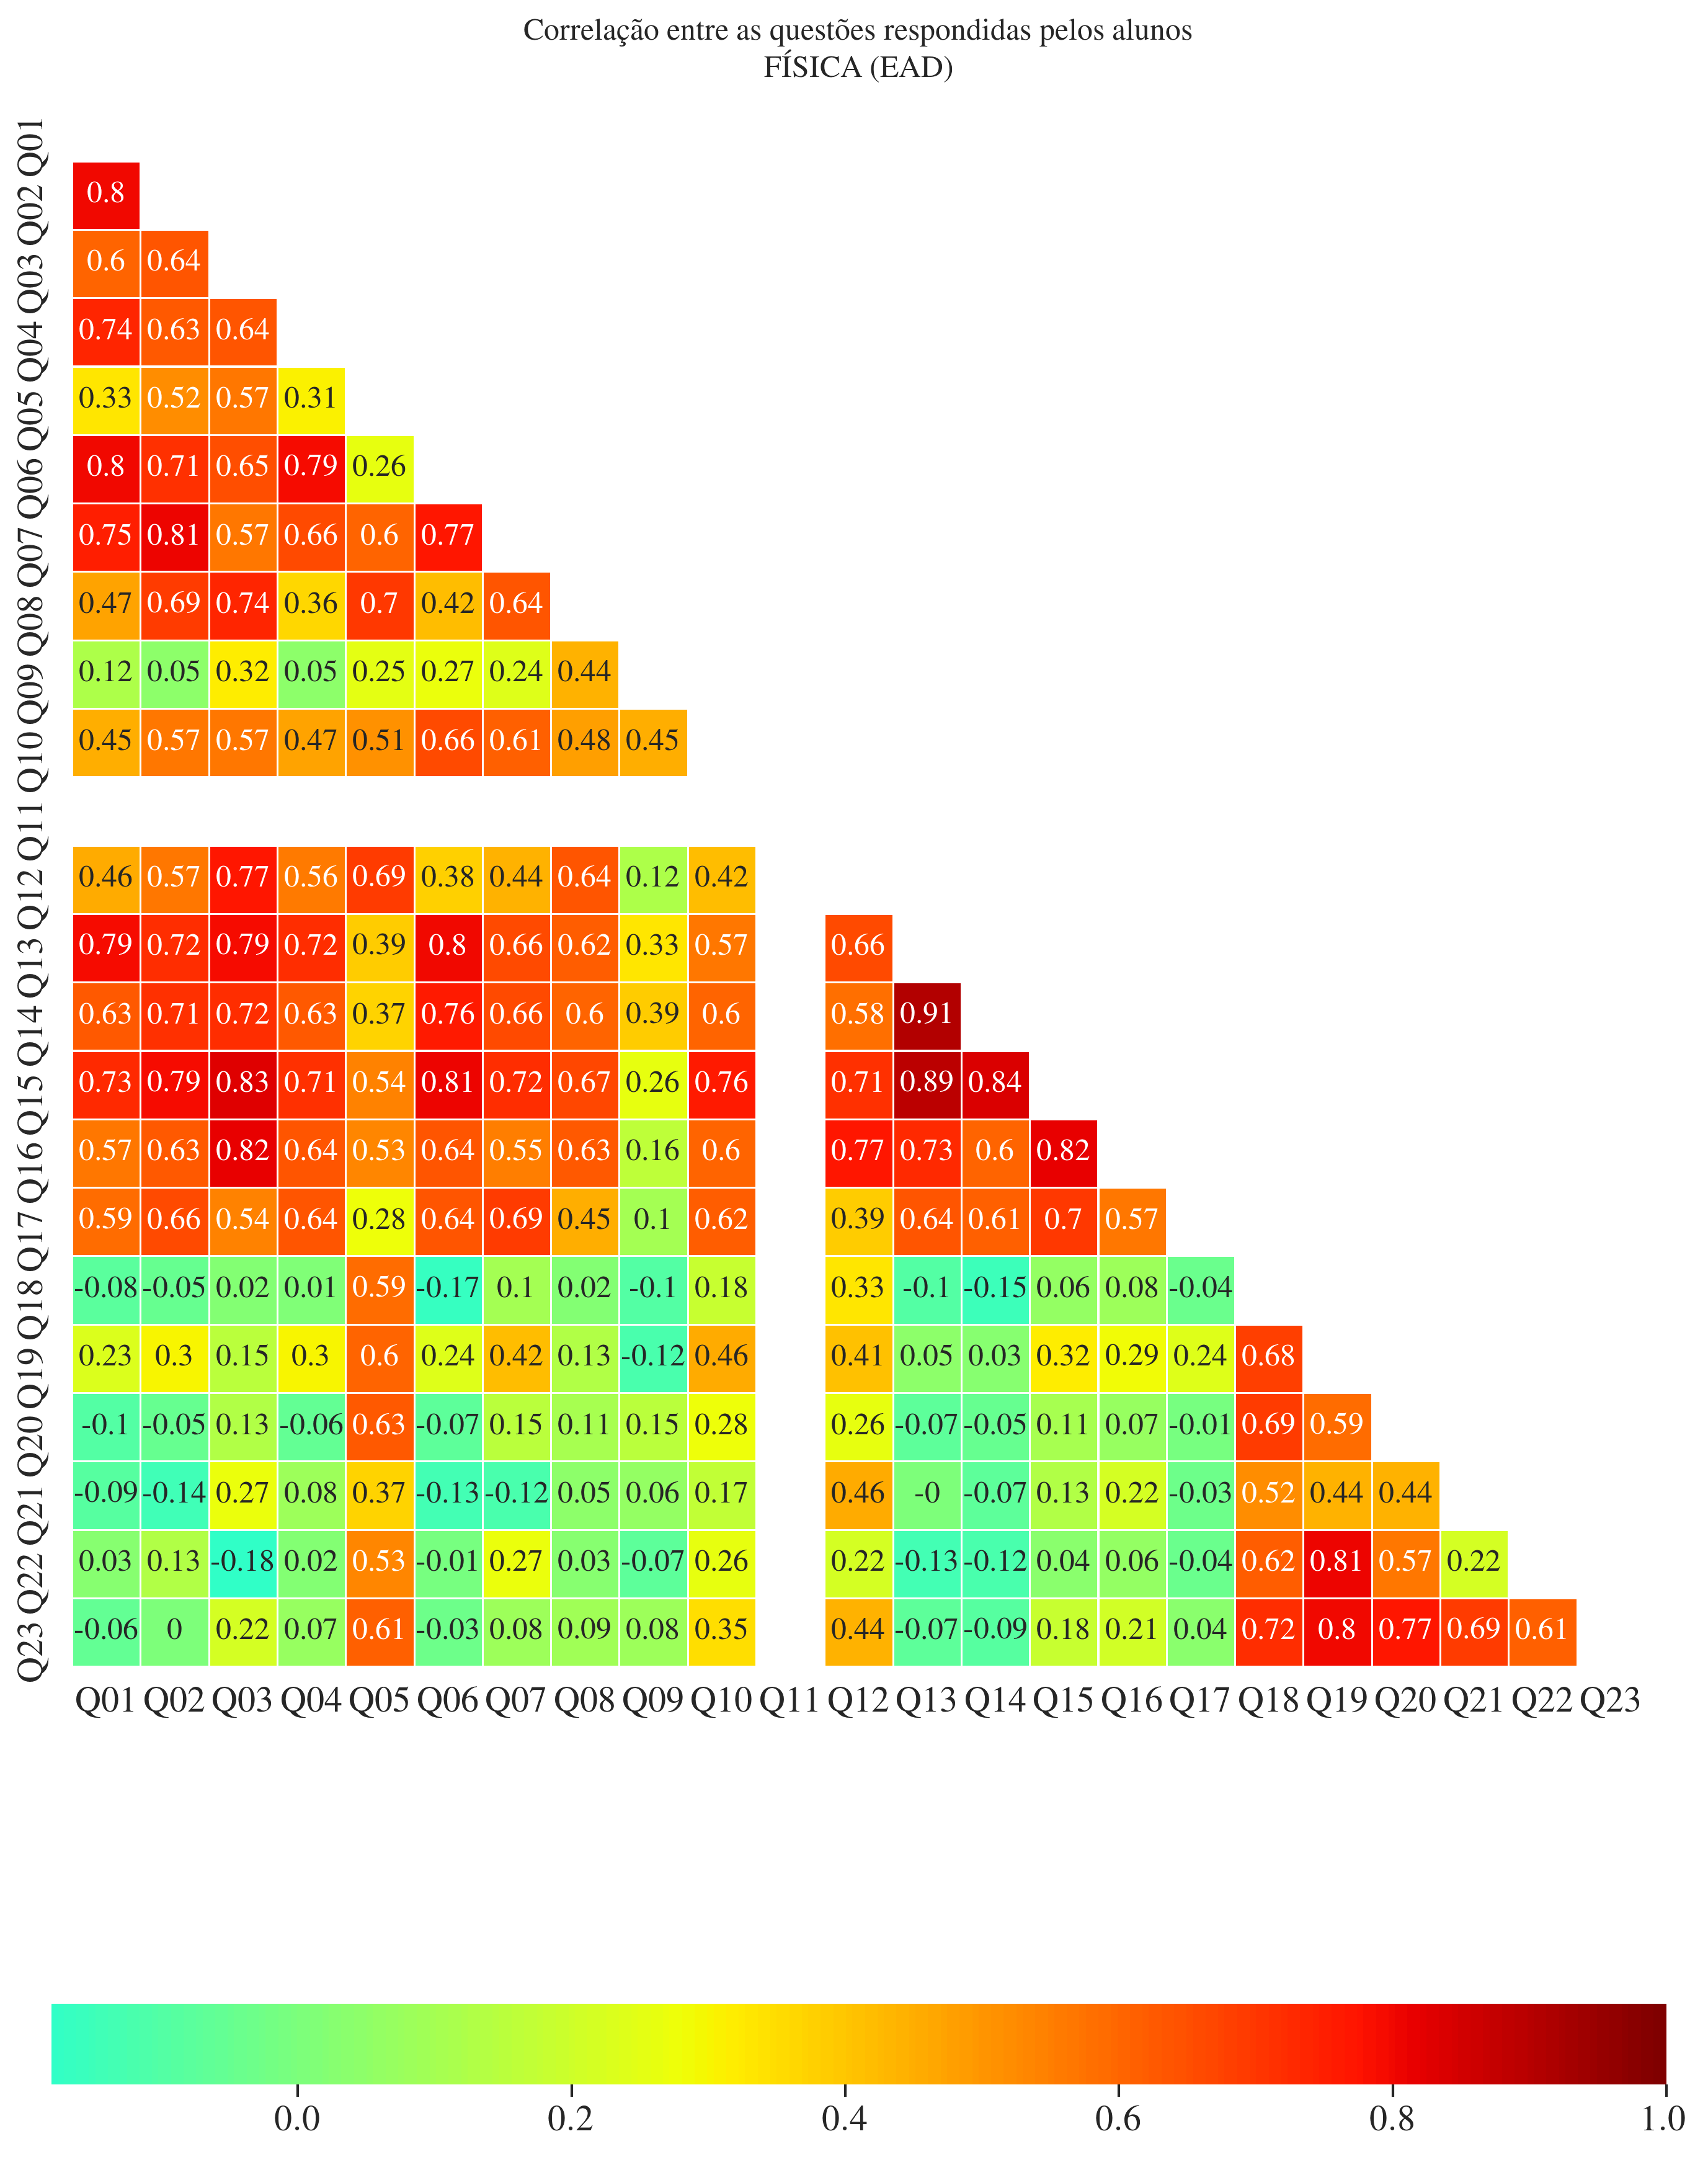 Correlação entre as questões respondidas pelos alunos
FÍSICA (EAD)
Q01
Q02 0.8
Q03 0.6 0.64
Q04 0.74 0.63 0.64
Q05 0.33 0.52 0.57 0.31
Q06 0.8 0.71 0.65 0.79 0.26
Q07 0.75 0.81 0.57 0.66 0.6 0.77
Q08 0.47 0.69 0.74 0.36 0.7 0.42 0.64
Q09 0.12 0.05 0.32 0.05 0.25 0.27 0.24 0.44
Q10 0.45 0.57 0.57 0.47 0.51 0.66 0.61 0.48 0.45
Q11
Q12 0.46 0.57 0.77 0.56 0.69 0.38 0.44 0.64 0.12 0.42
Q13 0.79 0.72 0.79 0.72 0.39 0.8 0.66 0.62 0.33 0.57 0.66
Q14 0.63 0.71 0.72 0.63 0.37 0.76 0.66 0.6 0.39 0.6 0.58 0.91
Q15 0.73 0.79 0.83 0.71 0.54 0.81 0.72 0.67 0.26 0.76 0.71 0.89 0.84
Q16 0.57 0.63 0.82 0.64 0.53 0.64 0.55 0.63 0.16 0.6 0.77 0.73 0.6 0.82
Q17 0.59 0.66 0.54 0.64 0.28 0.64 0.69 0.45 0.1 0.62 0.39 0.64 0.61 0.7 0.57
Q18 -0.08 -0.05 0.02 0.01 0.59 -0.17 0.1 0.02 -0.1 0.18 0.33 -0.1 -0.15 0.06 0.08 -0.04
Q19 0.23 0.3 0.15 0.3 0.6 0.24 0.42 0.13 -0.12 0.46 0.41 0.05 0.03 0.32 0.29 0.24 0.68
Q20 -0.1 -0.05 0.13 -0.06 0.63 -0.07 0.15 0.11 0.15 0.28 0.26 -0.07 -0.05 0.11 0.07 -0.01 0.69 0.59
Q21 -0.09 -0.14 0.27 0.08 0.37 -0.13 -0.12 0.05 0.06 0.17 0.46 -0 -0.07 0.13 0.22 -0.03 0.52 0.44 0.44
Q22 0.03 0.13 -0.18 0.02 0.53 -0.01 0.27 0.03 -0.07 0.26 0.22 -0.13 -0.12 0.04 0.06 -0.04 0.62 0.81 0.57 0.22
Q23 -0.06 0 0.22 0.07 0.61 -0.03 0.08 0.09 0.08 0.35 0.44 -0.07 -0.09 0.18 0.21 0.04 0.72 0.8 0.77 0.69 0.61
Q01 Q02 Q03 Q04 Q05 Q06 Q07 Q08 Q09 Q10 Q11 Q12 Q13 Q14 Q15 Q16 Q17 Q18 Q19 Q20 Q21 Q22 Q23
0.0 0.2 0.4 0.6 0.8 1.0